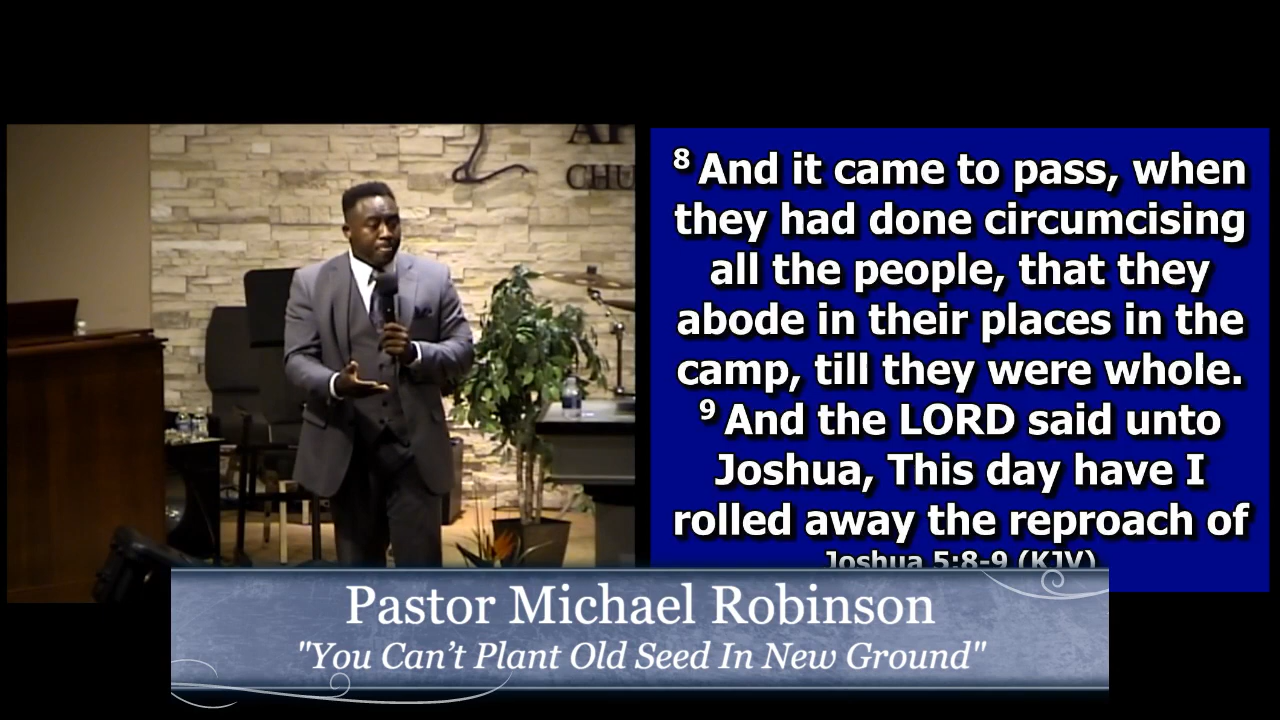 CHU
8 And it came to pass, when
they had done circumcising
all the people, that they
abode in their places in the
camp, till they were whole.
9 And the LORD said unto
Joshua, This day have I
rolled away the reproach of
Joshua 5:8-9 (KJV)
Pastor Michael Robinson
"You Can't Plant Old Seed In New Ground"